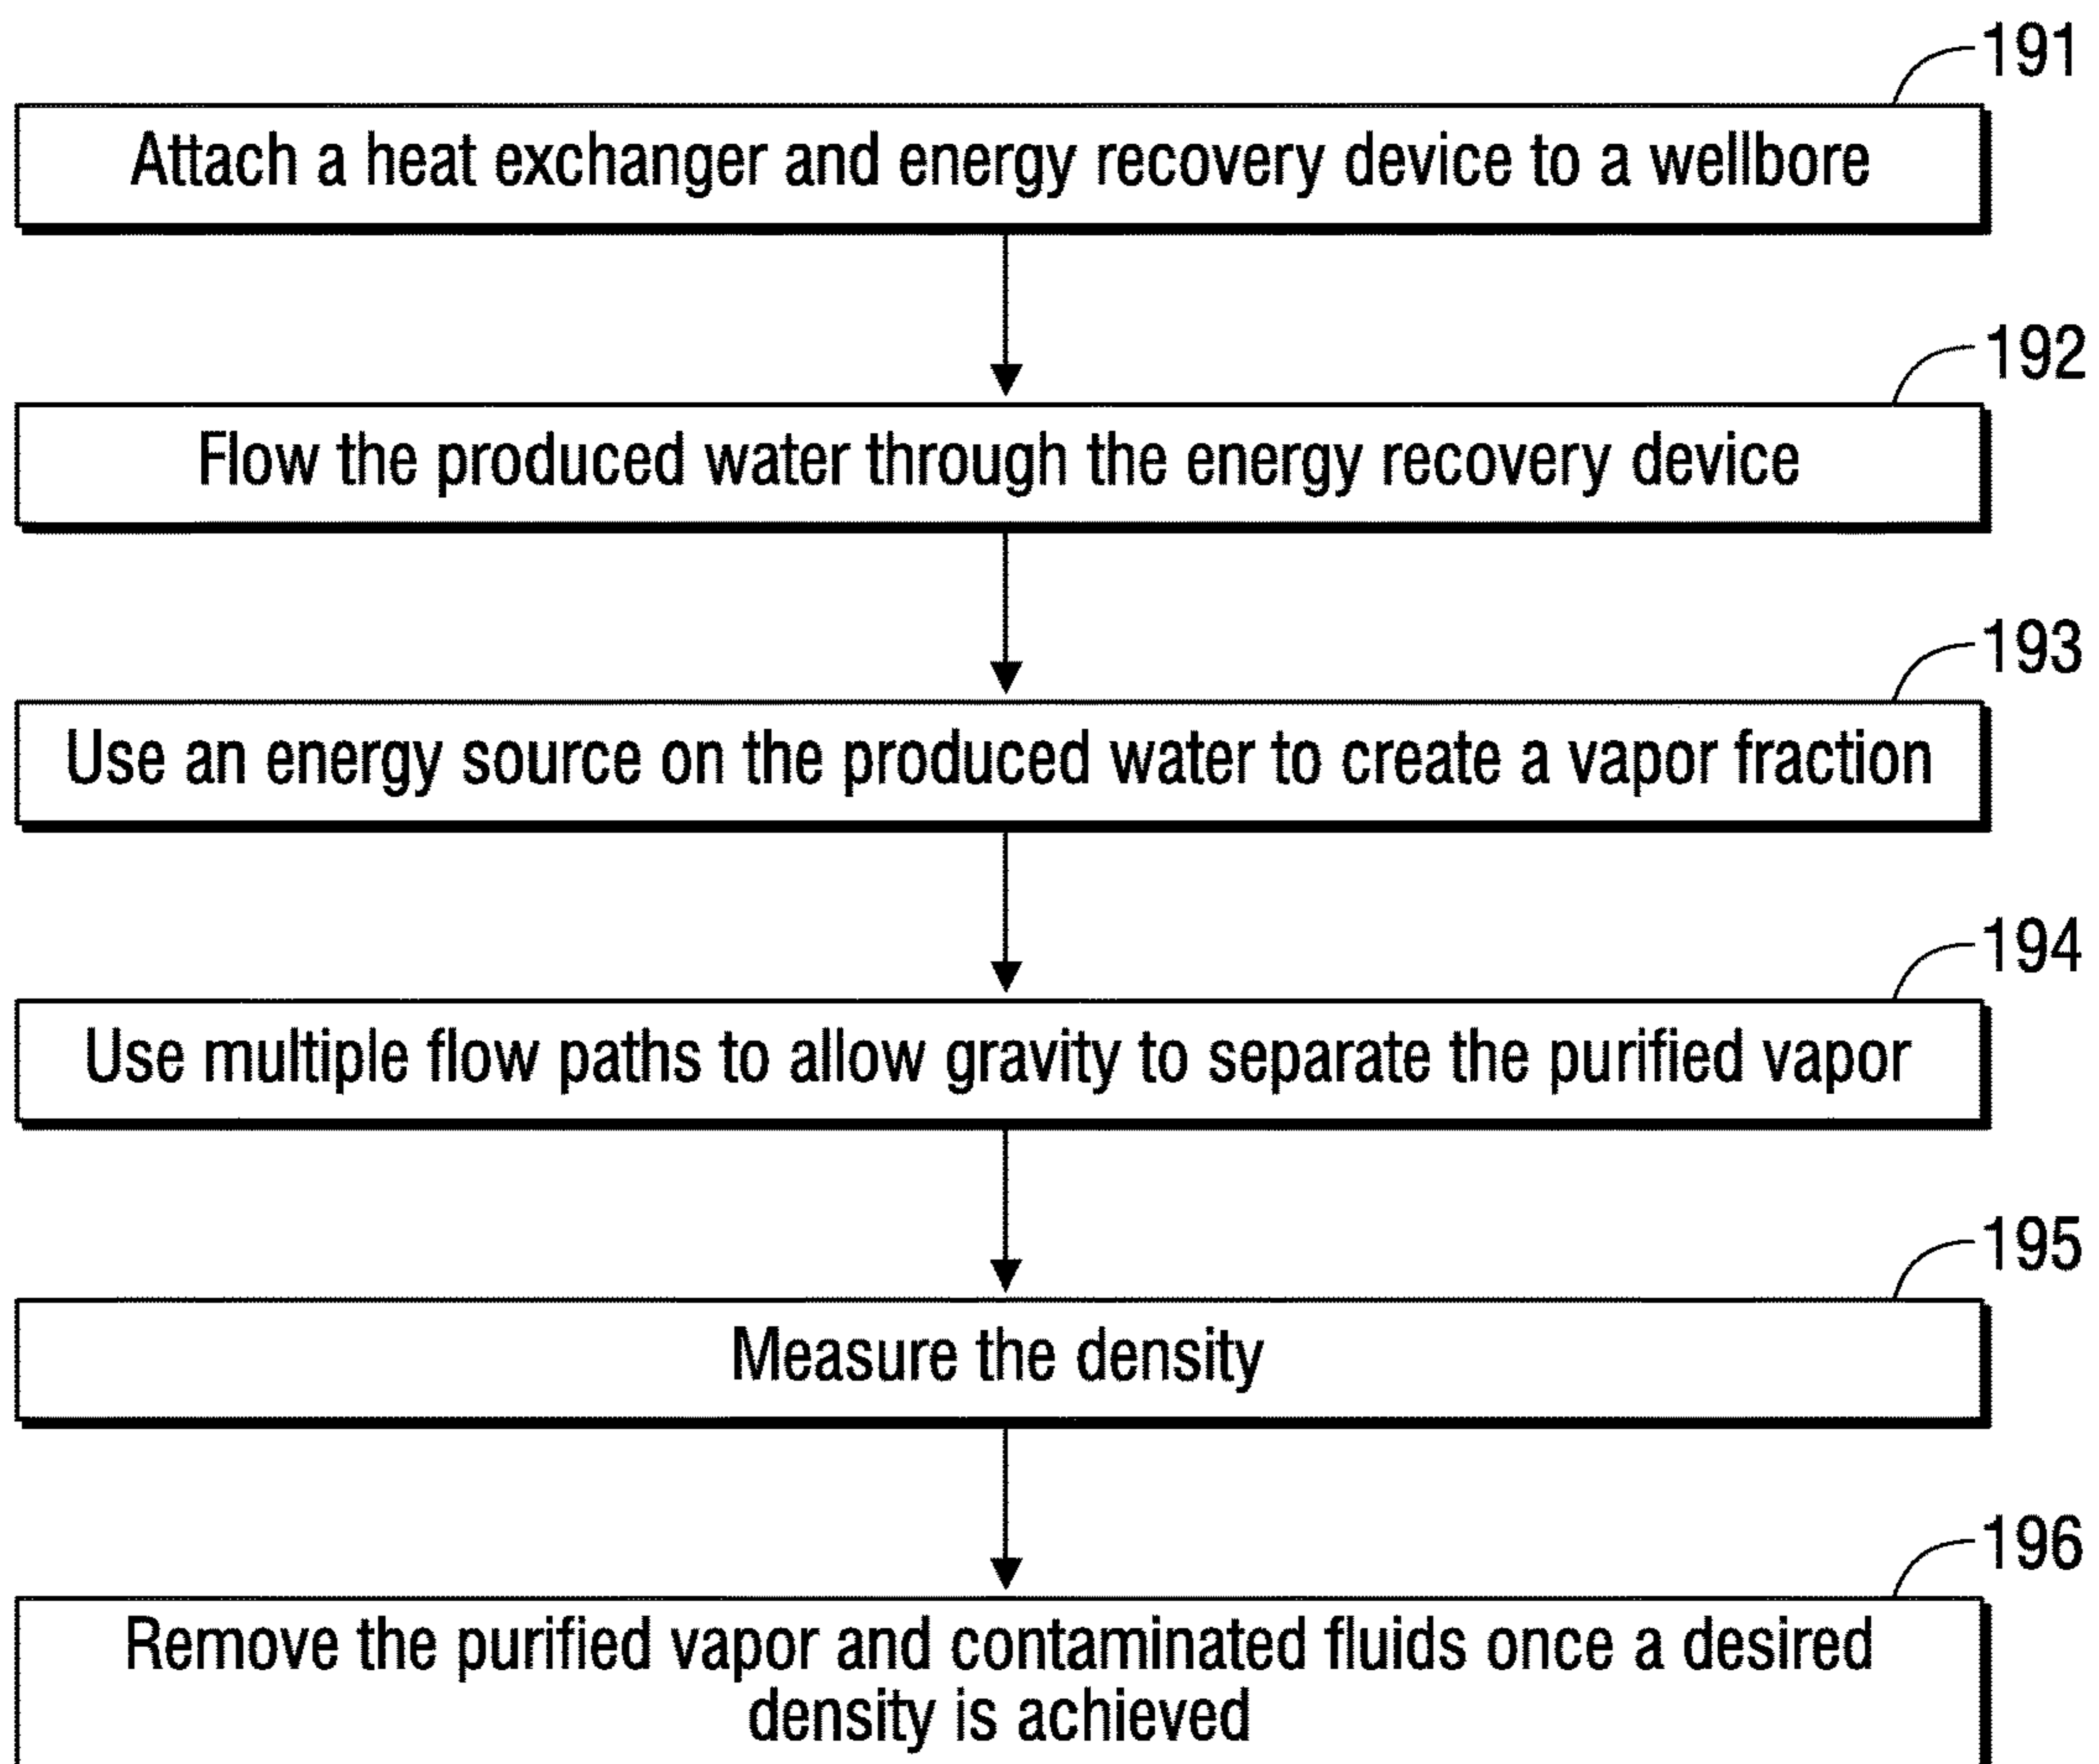 191
Attach a heat exchanger and energy recovery device to a wellbore
192
Flow the produced water through the energy recovery device
193
Use an energy source on the produced water to create a vapor fraction
194
Use multiple flow paths to allow gravity to separate the purified vapor
195
Measure the density
196
Remove the purified vapor and contaminated fluids once a desired
density is achieved